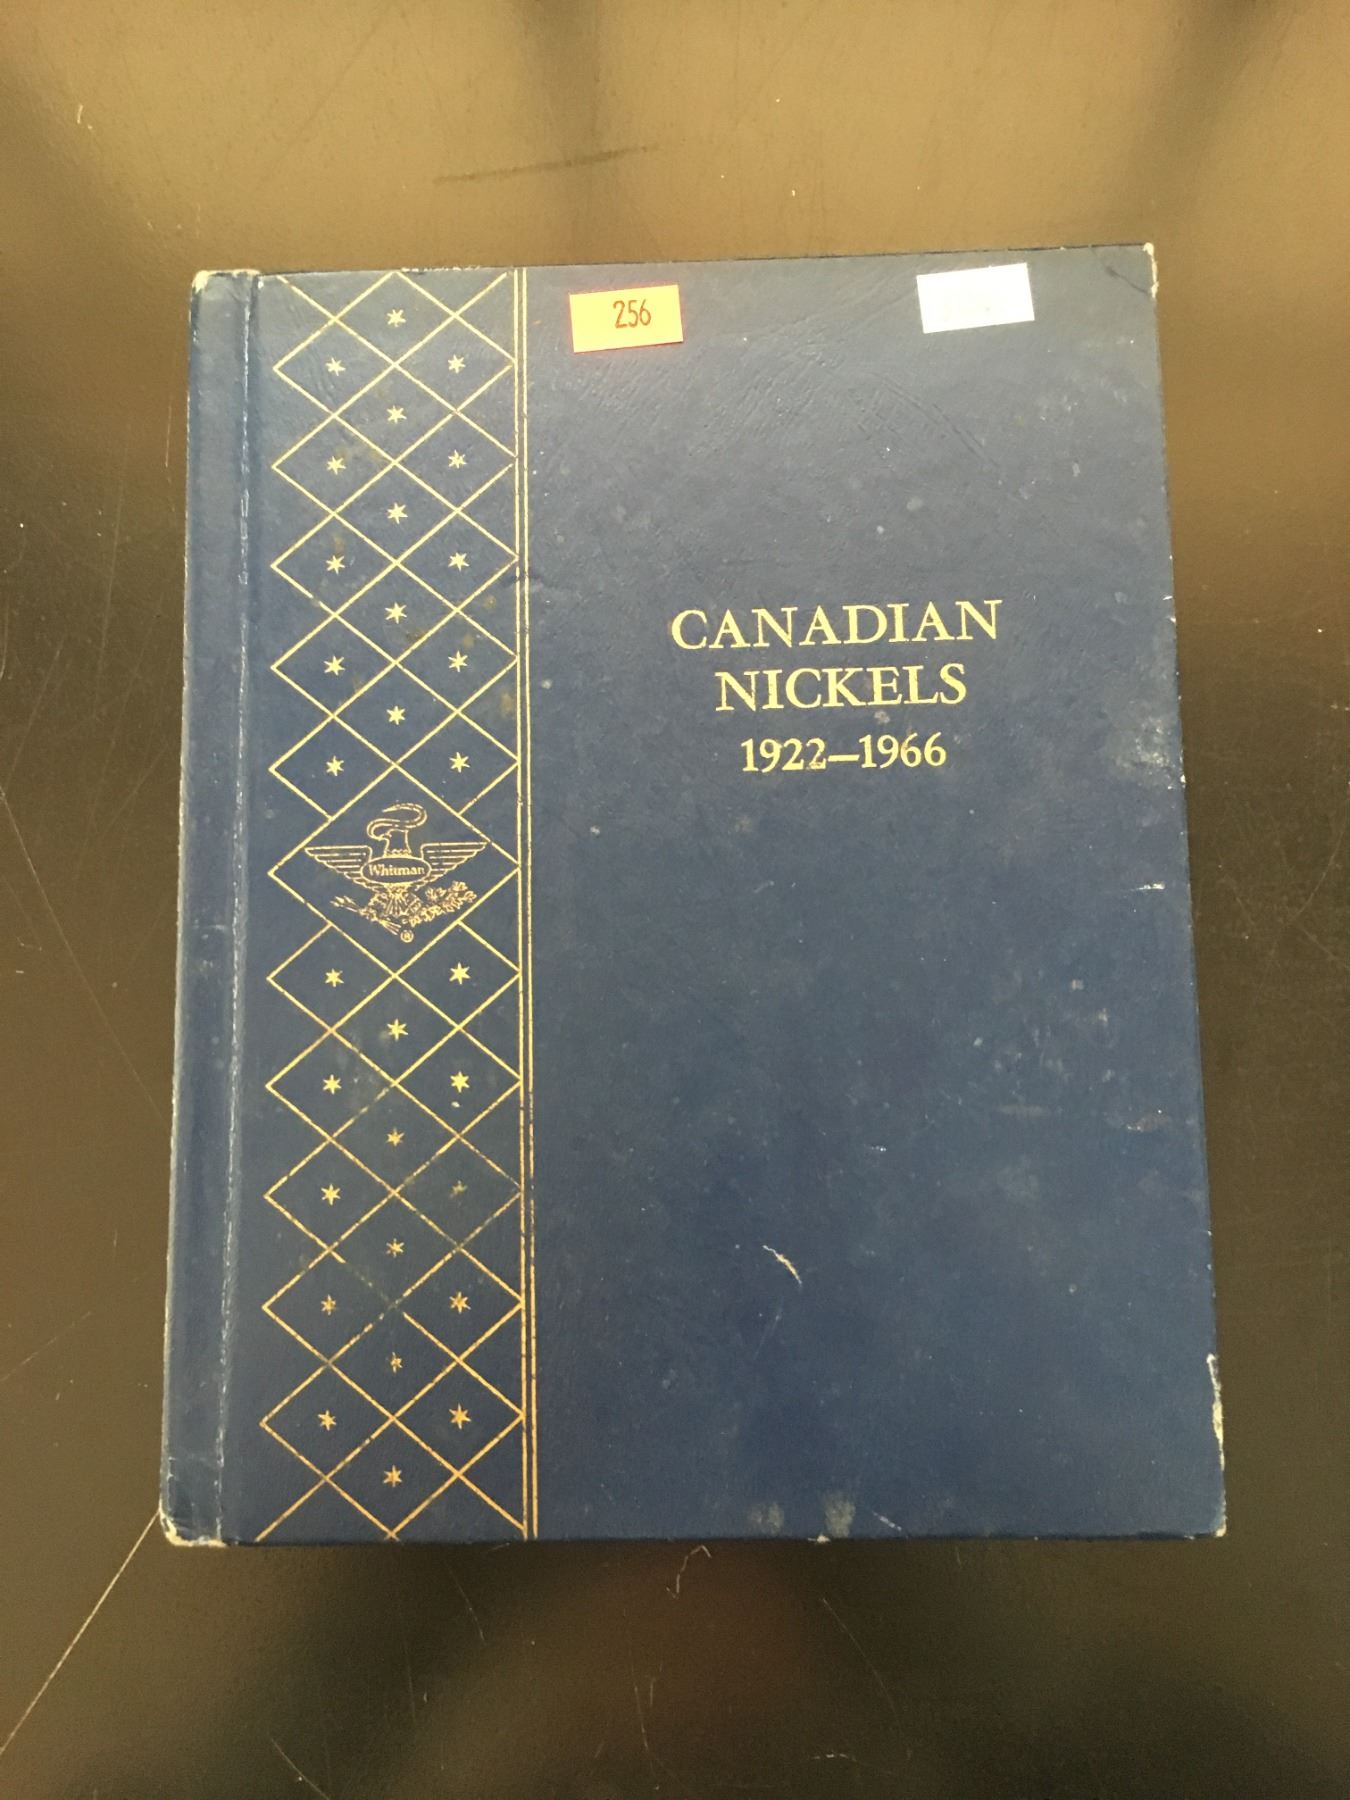 256
CANADIAN
NICKELS
1922–1966
Whitman
®